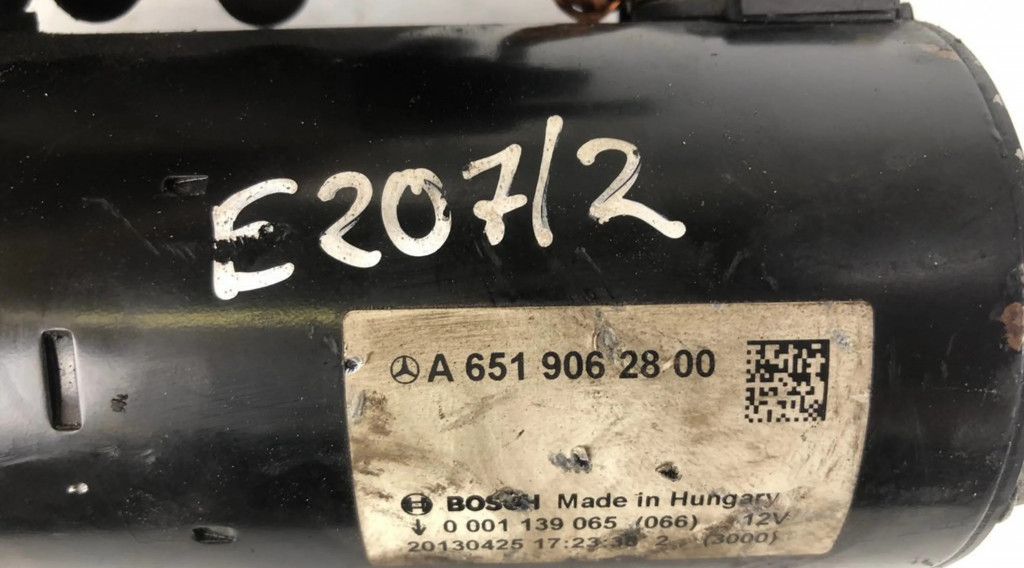 E207/2
A 651 906 28 00
BOSCH Made in Hungary
↓ 0 001 139 065 (066) 12V
20130425 17:23:38 2 (3000)